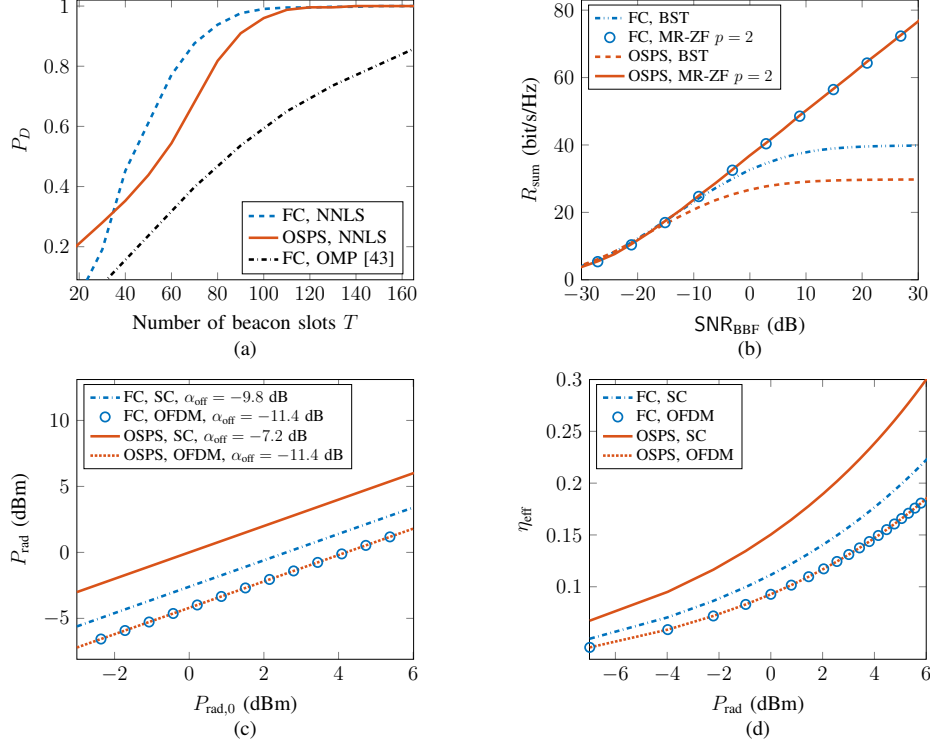 1
0.8
0.6
0.4
0.2
P_D
FC, NNLS
OSPS, NNLS
FC, OMP [43]
20 40 60 80 100 120 140 160
Number of beacon slots T
(a)
80
60
40
20
0
R_sum (bit/s/Hz)
FC, BST
FC, MR-ZF p = 2
OSPS, BST
OSPS, MR-ZF p = 2
−30 −20 −10 0 10 20 30
SNR_BBF (dB)
(b)
10
5
0
−5
P_rad (dBm)
FC, SC, α_off = −9.8 dB
FC, OFDM, α_off = −11.4 dB
OSPS, SC, α_off = −7.2 dB
OSPS, OFDM, α_off = −11.4 dB
−2 0 2 4 6
P_rad,0 (dBm)
(c)
0.3
0.25
0.2
0.15
0.1
η_eff
FC, SC
FC, OFDM
OSPS, SC
OSPS, OFDM
−6 −4 −2 0 2 4 6
P_rad (dBm)
(d)